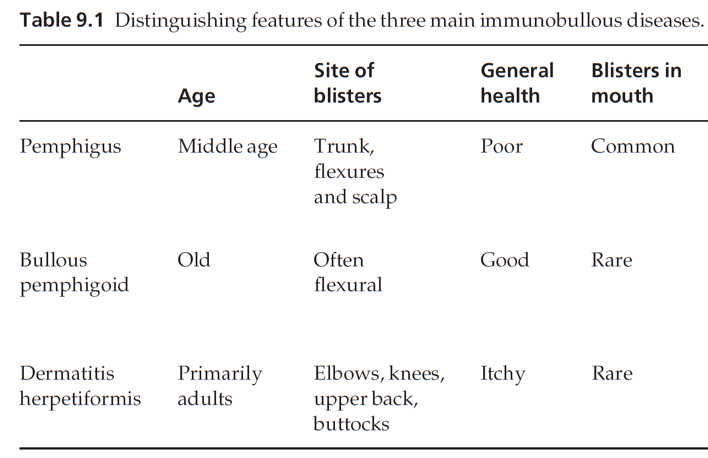 Table 9.1 Distinguishing features of the three main immunobullous diseases.
Age Site of blisters General health Blisters in mouth
Pemphigus Middle age Trunk, flexures and scalp Poor Common
Bullous pemphigoid Old Often flexural Good Rare
Dermatitis herpetiformis Primarily adults Elbows, knees, upper back, buttocks Itchy Rare